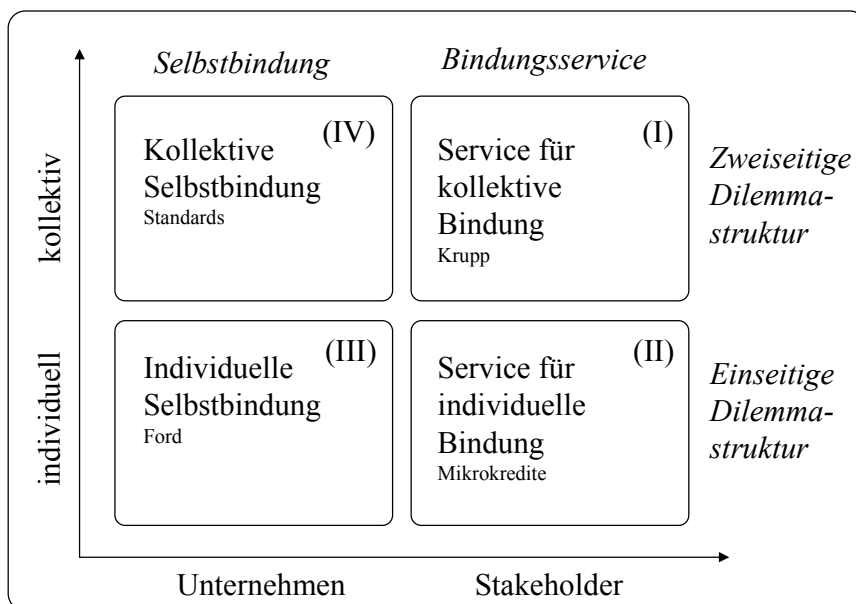 Selbstbindung
Bindungsservice
kollektiv
(IV)
Kollektive
Selbstbindung
Standards
(I)
Service für
kollektive
Bindung
Krupp
Zweiseitige
Dilemma-
struktur
individuell
(III)
Individuelle
Selbstbindung
Ford
(II)
Service für
individuelle
Bindung
Mikrokredite
Einseitige
Dilemma-
struktur
Unternehmen
Stakeholder